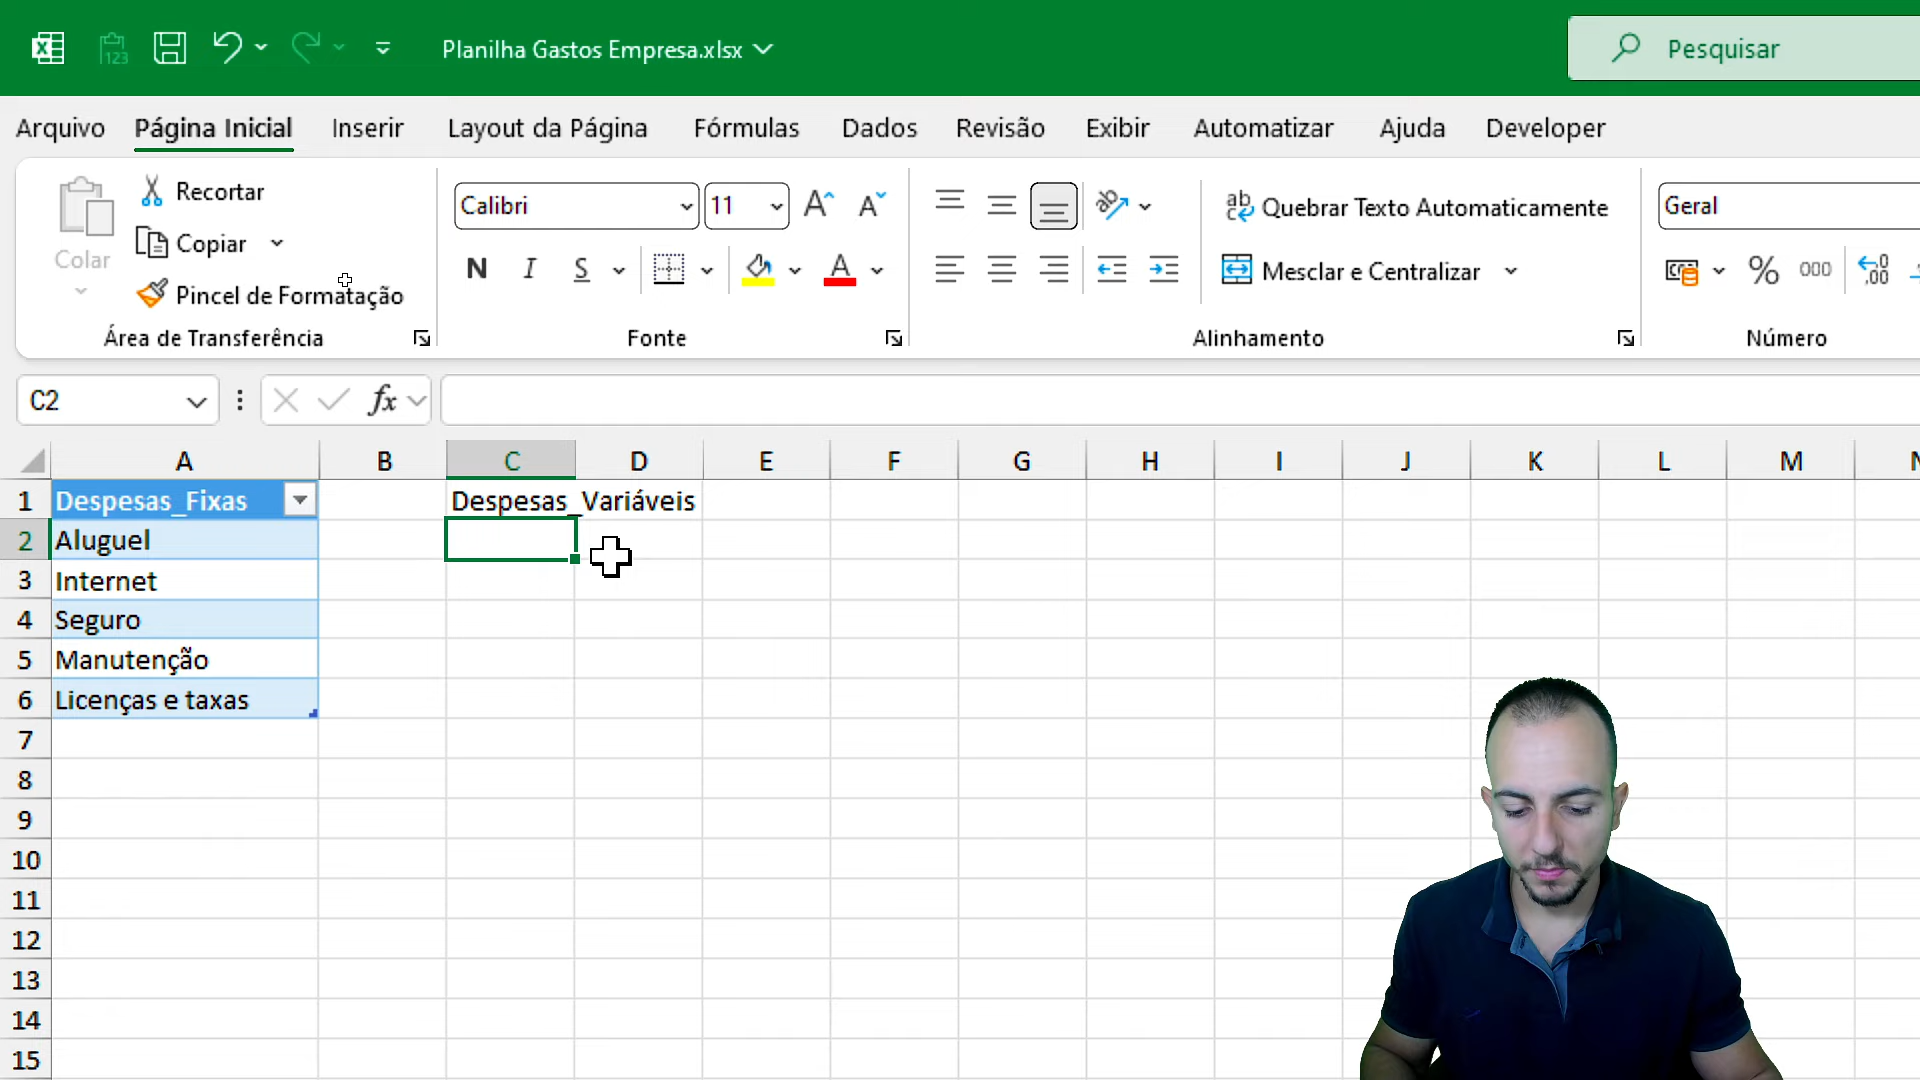 Planilha Gastos Empresa.xlsx
Pesquisar
Arquivo Página Inicial Inserir Layout da Página Fórmulas Dados Revisão Exibir Automatizar Ajuda Developer
Colar
Recortar
Copiar
Pincel de Formatação
Área de Transferência
Calibri 11
N I S
Fonte
Quebrar Texto Automaticamente
Mesclar e Centralizar
Alinhamento
Geral
% 000
Número
C2 fx
A B C D E F G H I J K L M
1 Despesas_Fixas Despesas_Variáveis
2 Aluguel
3 Internet
4 Seguro
5 Manutenção
6 Licenças e taxas
7
8
9
10
11
12
13
14
15